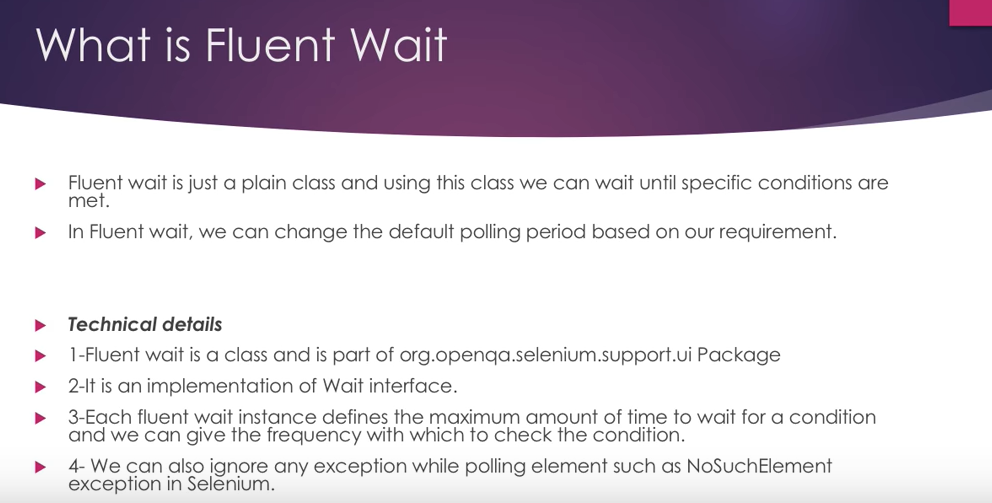 What is Fluent Wait
Fluent wait is just a plain class and using this class we can wait until specific conditions are
met.
In Fluent wait, we can change the default polling period based on our requirement.
Technical details
1-Fluent wait is a class and is part of org.openqa.selenium.support.ui Package
2-It is an implementation of Wait interface.
3-Each fluent wait instance defines the maximum amount of time to wait for a condition
and we can give the frequency with which to check the condition.
4- We can also ignore any exception while polling element such as NoSuchElement
exception in Selenium.